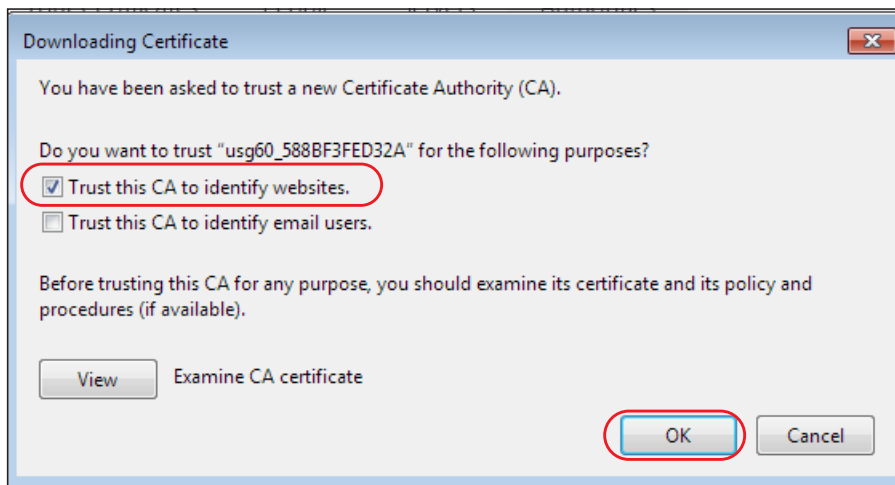 Downloading Certificate
You have been asked to trust a new Certificate Authority (CA).
Do you want to trust “usg60_588BF3FED32A” for the following purposes?
Trust this CA to identify websites.
Trust this CA to identify email users.
Before trusting this CA for any purpose, you should examine its certificate and its policy and
procedures (if available).
View Examine CA certificate
OK Cancel